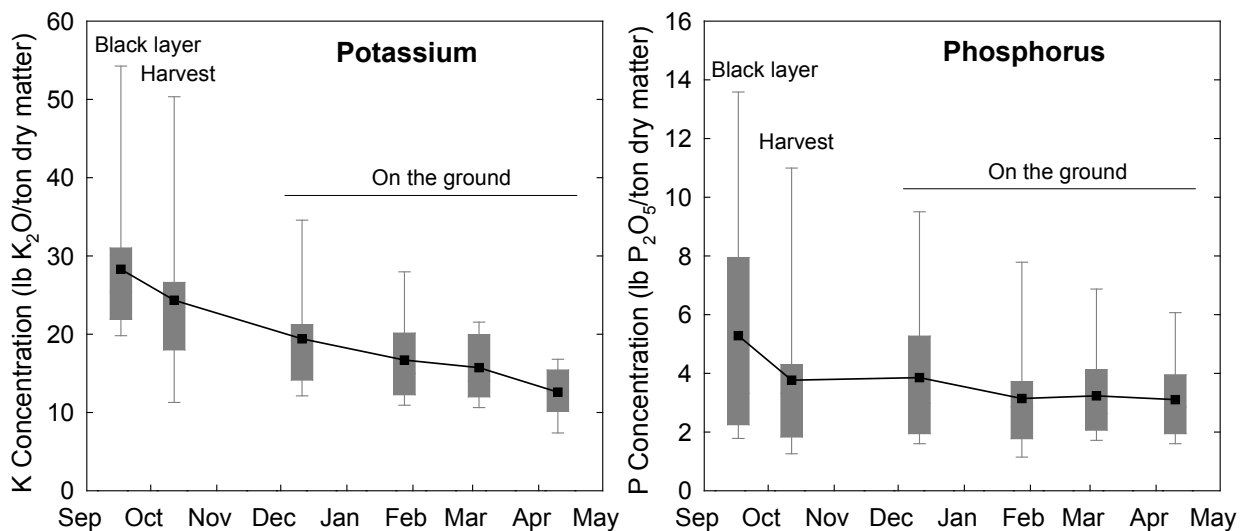 K Concentration (lb K₂O/ton dry matter)
60
50
40
30
20
10
0
Potassium
Black layer
Harvest
On the ground
Sep Oct Nov Dec Jan Feb Mar Apr May
P Concentration (lb P₂O₅/ton dry matter)
16
14
12
10
8
6
4
2
0
Phosphorus
Black layer
Harvest
On the ground
Sep Oct Nov Dec Jan Feb Mar Apr May